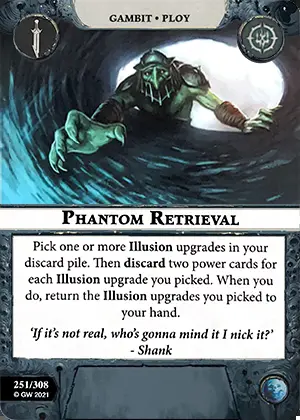 GAMBIT • PLOY
PHANTOM RETRIEVAL
Pick one or more Illusion upgrades in your
discard pile. Then discard two power cards for
each Illusion upgrade you picked. When you
do, return the Illusion upgrades you picked to
your hand.
‘If it's not real, who's gonna mind it I nick it?’
- Shank
251/308
© GW 2021